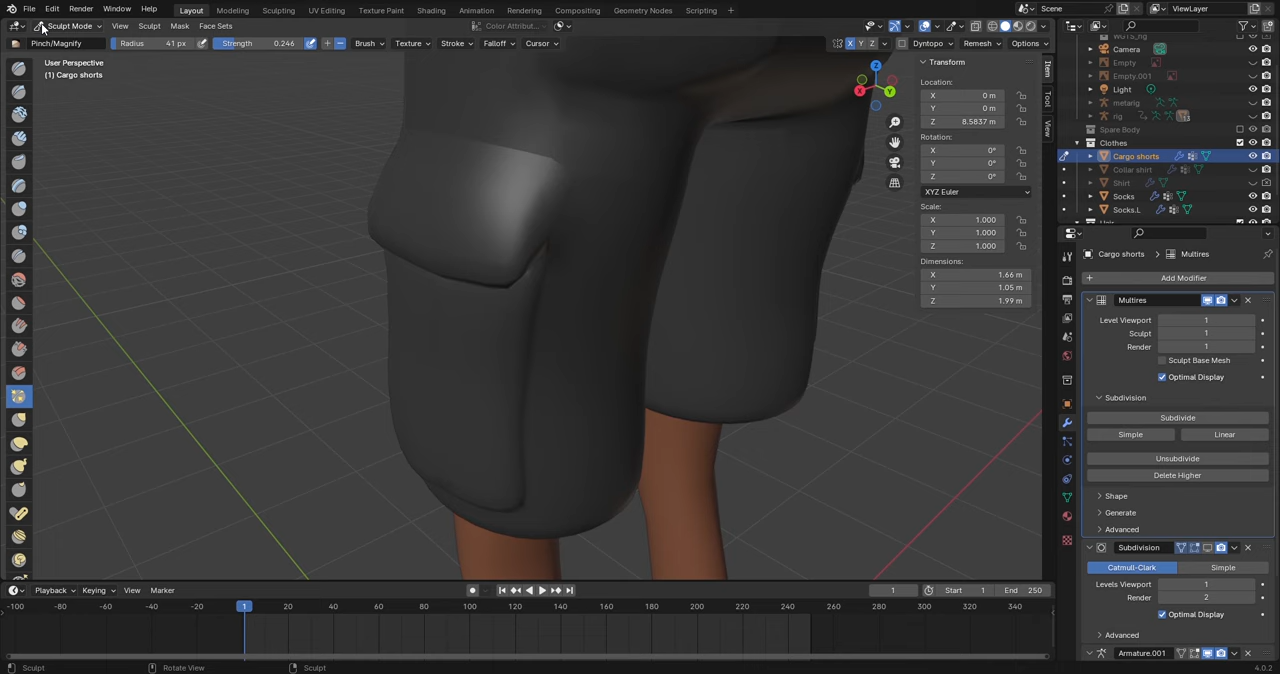 File Edit Render Window Help Layout Modeling Sculpting UV Editing Texture Paint Shading Animation Rendering Compositing Geometry Nodes Scripting + Scene ViewLayer
Sculpt Mode View Sculpt Mask Face Sets Color Attribut...
Pinch/Magnify Radius 41 px Strength 0.246 + − Brush Texture Stroke Falloff Cursor X Y Z Dyntopo Remesh Options
User Perspective
(1) Cargo shorts
Z
X
Y
Transform
Location:
X 0 m
Y 0 m
Z 8.5837 m
Rotation:
X 0°
Y 0°
Z 0°
XYZ Euler
Scale:
X 1.000
Y 1.000
Z 1.000
Dimensions:
X 1.66 m
Y 1.05 m
Z 1.99 m
Item
Tool
View
WGTS_rig
Camera
Empty
Empty.001
Light
metarig
rig 13
Spare Body
Clothes
Cargo shorts
Collar shirt
Shirt
Socks
Socks.L
Cargo shorts > Multires
+ Add Modifier
Multires
Level Viewport 1
Sculpt 1
Render 1
Sculpt Base Mesh
Optimal Display
Subdivision
Subdivide
Simple Linear
Unsubdivide
Delete Higher
Shape
Generate
Advanced
Subdivision
Catmull-Clark Simple
Levels Viewport 1
Render 2
Optimal Display
Advanced
Armature.001
Playback Keying View Marker 1 Start 1 End 250
-100 -80 -60 -40 -20 1 20 40 60 80 100 120 140 160 180 200 220 240 260 280 300 320 340
Sculpt Rotate View Sculpt 4.0.2